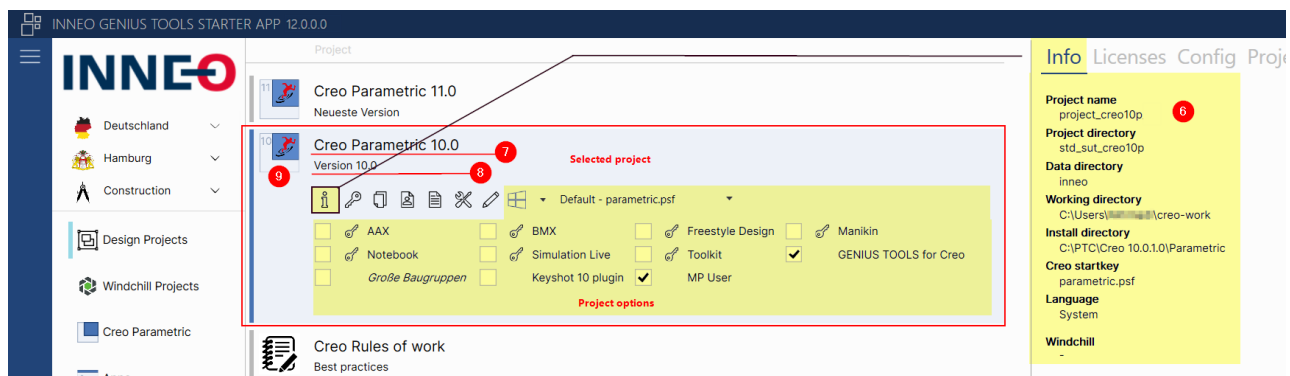 INNEO GENIUS TOOLS STARTER APP 12.0.0.0
INNEO
Deutschland
Hamburg
Construction
Design Projects
Windchill Projects
Creo Parametric
Project
11
Creo Parametric 11.0
Neueste Version
10
Creo Parametric 10.0
7
Version 10.0
8
9
Selected project
Default - parametric.psf
AAX
BMX
Freestyle Design
Manikin
Notebook
Simulation Live
Toolkit
GENIUS TOOLS for Creo
Große Baugruppen
Keyshot 10 plugin
MP User
Project options
Creo Rules of work
Best practices
Info Licenses Config Proje
Project name
project_creo10p
6
Project directory
std_sut_creo10p
Data directory
inneo
Working directory
C:\Users\ \creo-work
Install directory
C:\PTC\Creo 10.0.1.0\Parametric
Creo startkey
parametric.psf
Language
System
Windchill
-